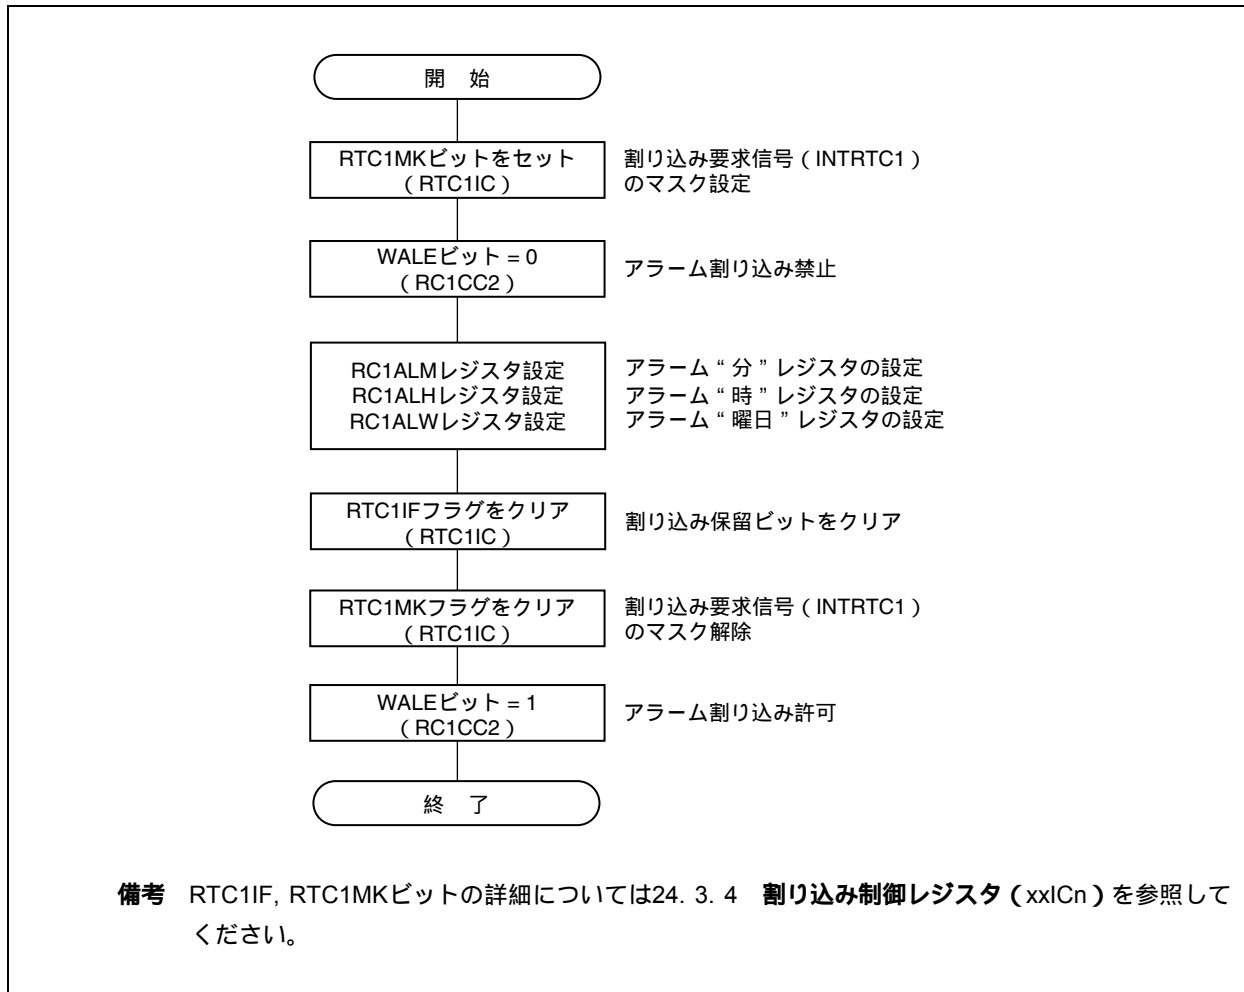 開　始
RTC1MKビットをセット
（RTC1IC）
割り込み要求信号（INTRTC1）
のマスク設定
WALEビット = 0
（RC1CC2）
アラーム割り込み禁止
RC1ALMレジスタ設定
RC1ALHレジスタ設定
RC1ALWレジスタ設定
アラーム“分”レジスタの設定
アラーム“時”レジスタの設定
アラーム“曜日”レジスタの設定
RTC1IFフラグをクリア
（RTC1IC）
割り込み保留ビットをクリア
RTC1MKフラグをクリア
（RTC1IC）
割り込み要求信号（INTRTC1）
のマスク解除
WALEビット = 1
（RC1CC2）
アラーム割り込み許可
終　了
備考　RTC1IF, RTC1MKビットの詳細については24. 3. 4　割り込み制御レジスタ（xxICn）を参照して
ください。